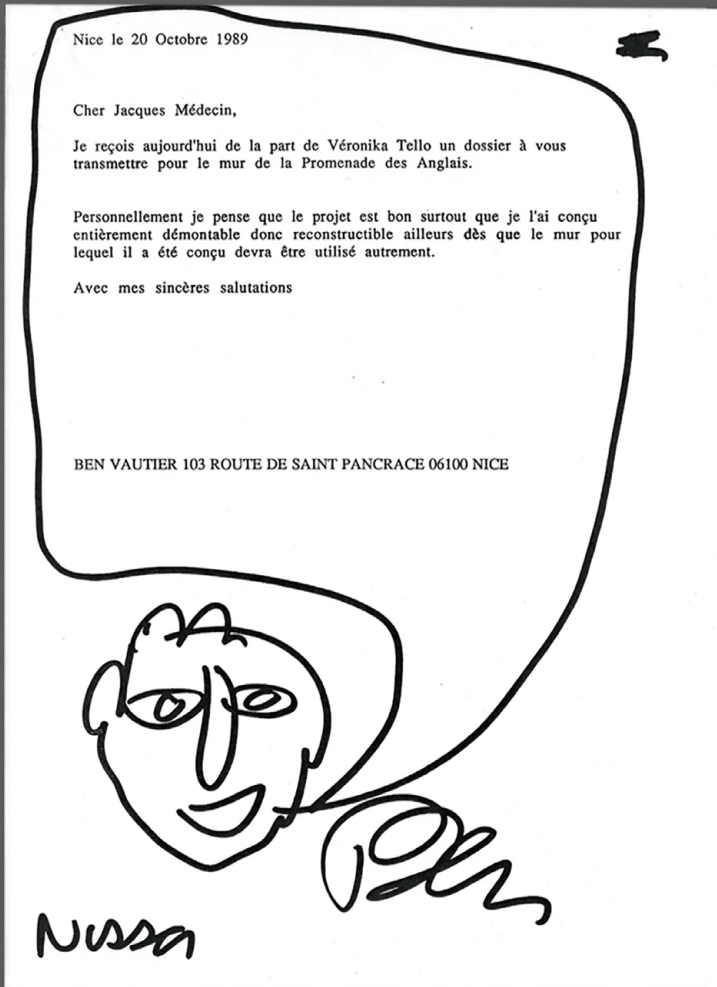 Nice le 20 Octobre 1989
Cher Jacques Médecin,
Je reçois aujourd'hui de la part de Véronika Tello un dossier à vous
transmettre pour le mur de la Promenade des Anglais.
Personnellement je pense que le projet est bon surtout que je l'ai conçu
entièrement démontable donc reconstructible ailleurs dès que le mur pour
lequel il a été conçu devra être utilisé autrement.
Avec mes sincères salutations
BEN VAUTIER 103 ROUTE DE SAINT PANCRACE 06100 NICE
Ben
Nissa